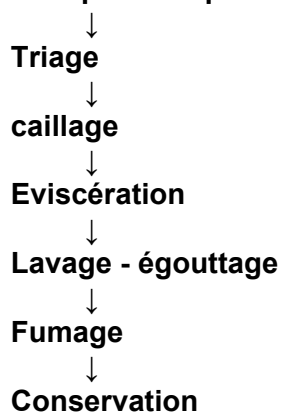 ↓
Triage
↓
caillage
↓
Eviscération
↓
Lavage - égouttage
↓
Fumage
↓
Conservation